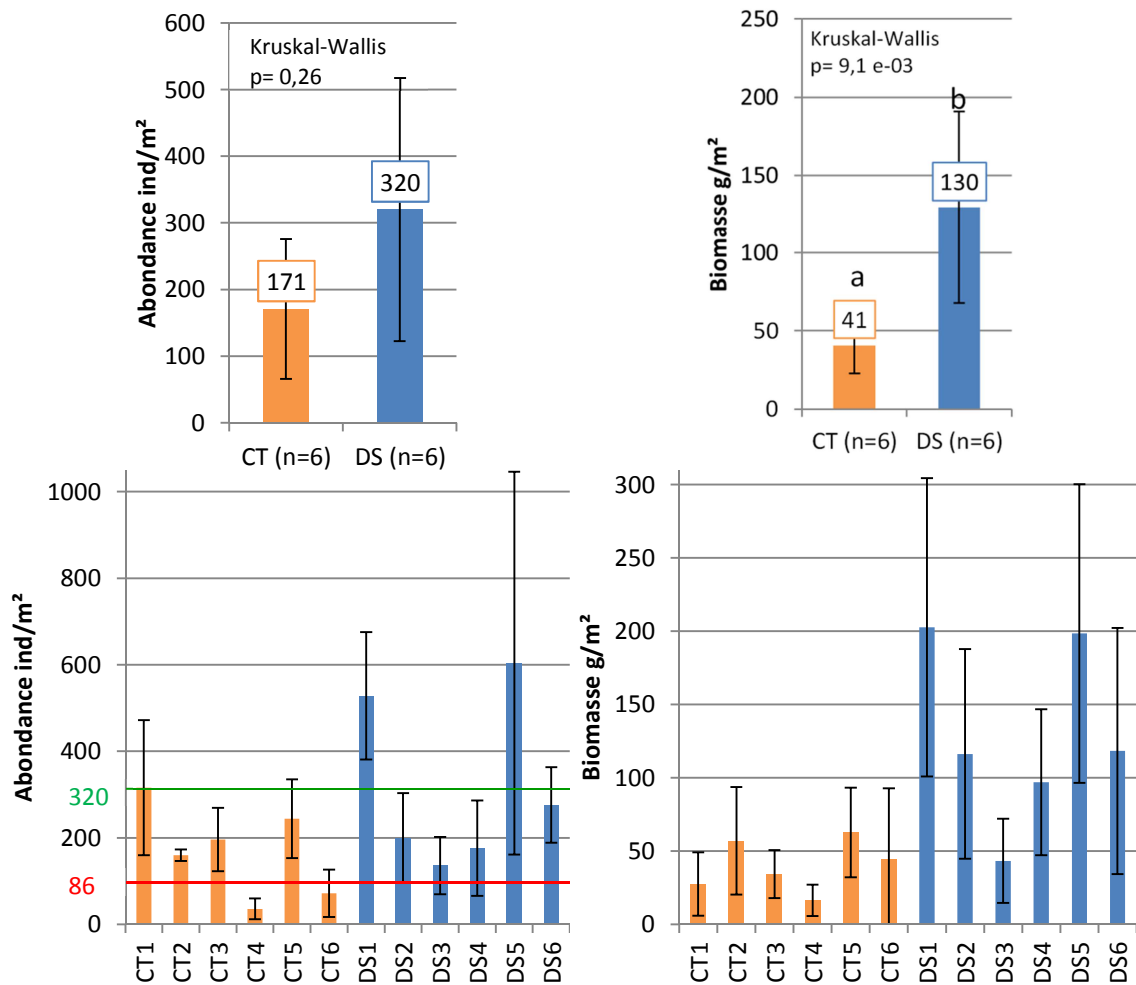 Kruskal-Wallis
p= 0,26
Abondance ind/m²
600
500
400
300
200
100
0
171
320
CT (n=6)
DS (n=6)
Kruskal-Wallis
p= 9,1 e-03
Biomasse g/m²
250
200
150
100
50
0
a
b
41
130
CT (n=6)
DS (n=6)
Abondance ind/m²
1000
800
600
400
320
200
86
0
CT1
CT2
CT3
CT4
CT5
CT6
DS1
DS2
DS3
DS4
DS5
DS6
Biomasse g/m²
300
250
200
150
100
50
0
CT1
CT2
CT3
CT4
CT5
CT6
DS1
DS2
DS3
DS4
DS5
DS6